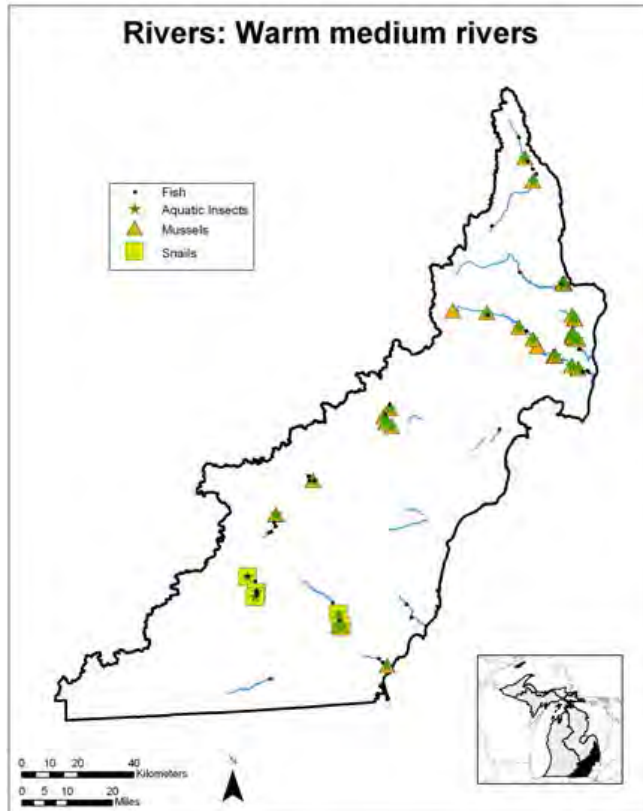 Rivers: Warm medium rivers
Fish
Aquatic Insects
Mussels
Snails
0 10 20 40
Kilometers
0 5 10 20
Miles
N